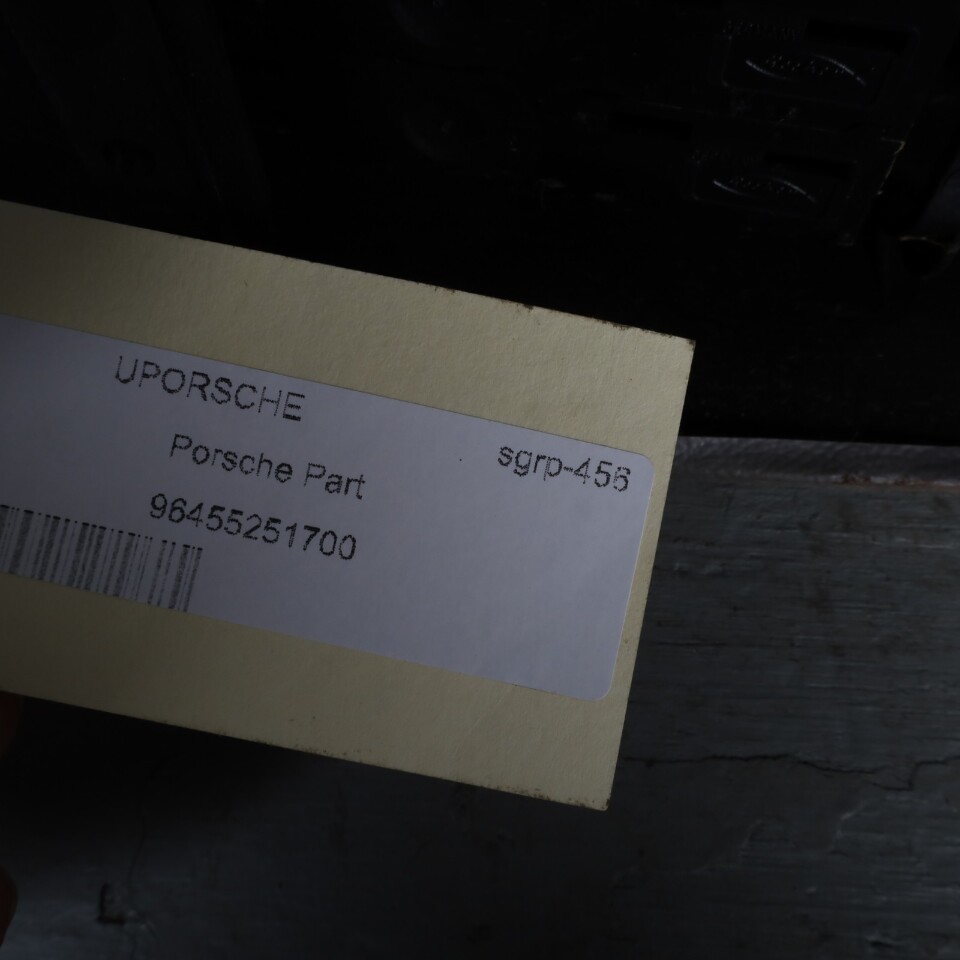 UPORSCHE
Porsche Part
sgrp-456
96455251700